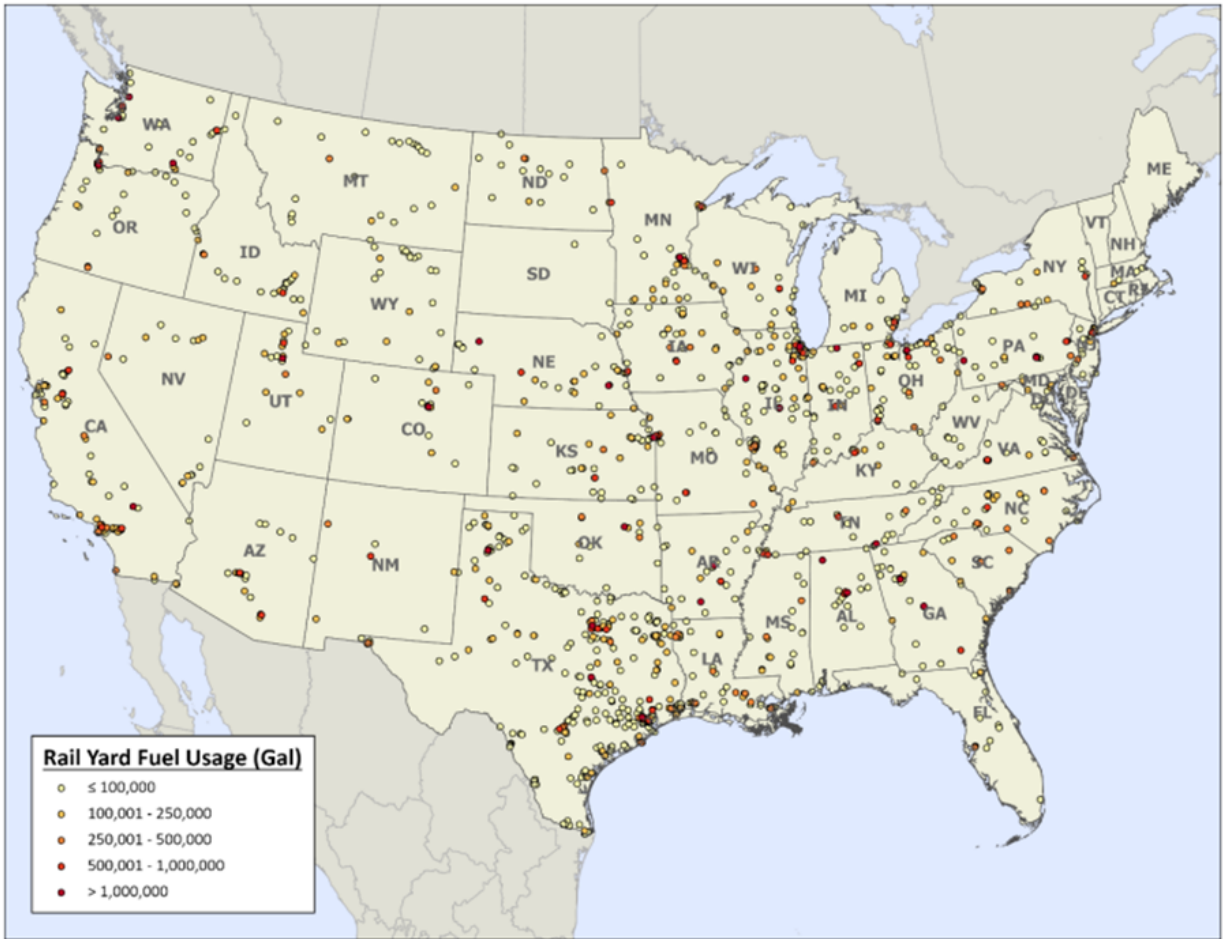 WA
MT
ND
MN
ME
OR
ID
SD
WI
MI
VT
NH
NY
MA
CT
RI
WY
NE
IA
PA
NJ
NV
UT
CO
IL
IN
OH
MD
DE
DC
CA
KS
MO
WV
VA
KY
AZ
NM
OK
AR
TN
NC
SC
TX
LA
MS
AL
GA
FL
Rail Yard Fuel Usage (Gal)
≤ 100,000
100,001 - 250,000
250,001 - 500,000
500,001 - 1,000,000
> 1,000,000